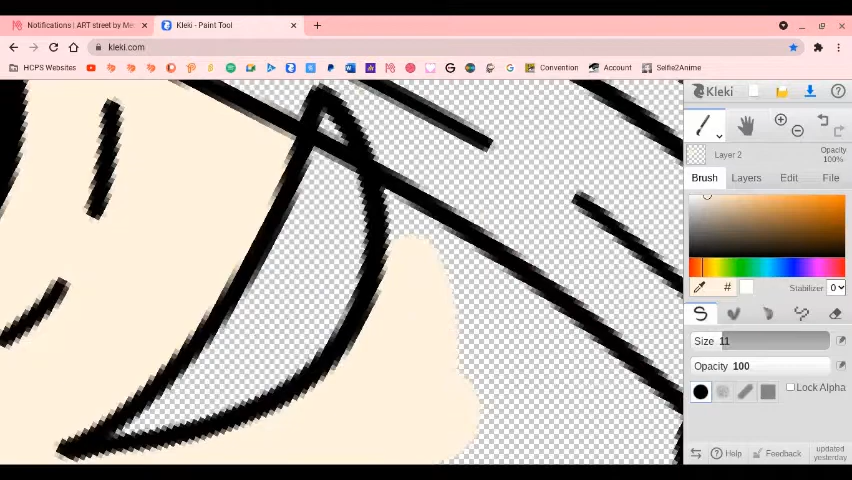 Notifications | ART street by Me
Kleki - Paint Tool
kleki.com
HCPS Websites
Convention
Account
Selfie2Anime
Kleki
Layer 2
Opacity
100%
Brush
Layers
Edit
File
#
Stabilizer 0
Size 11
Opacity 100
Lock Alpha
Help
Feedback
updated
yesterday